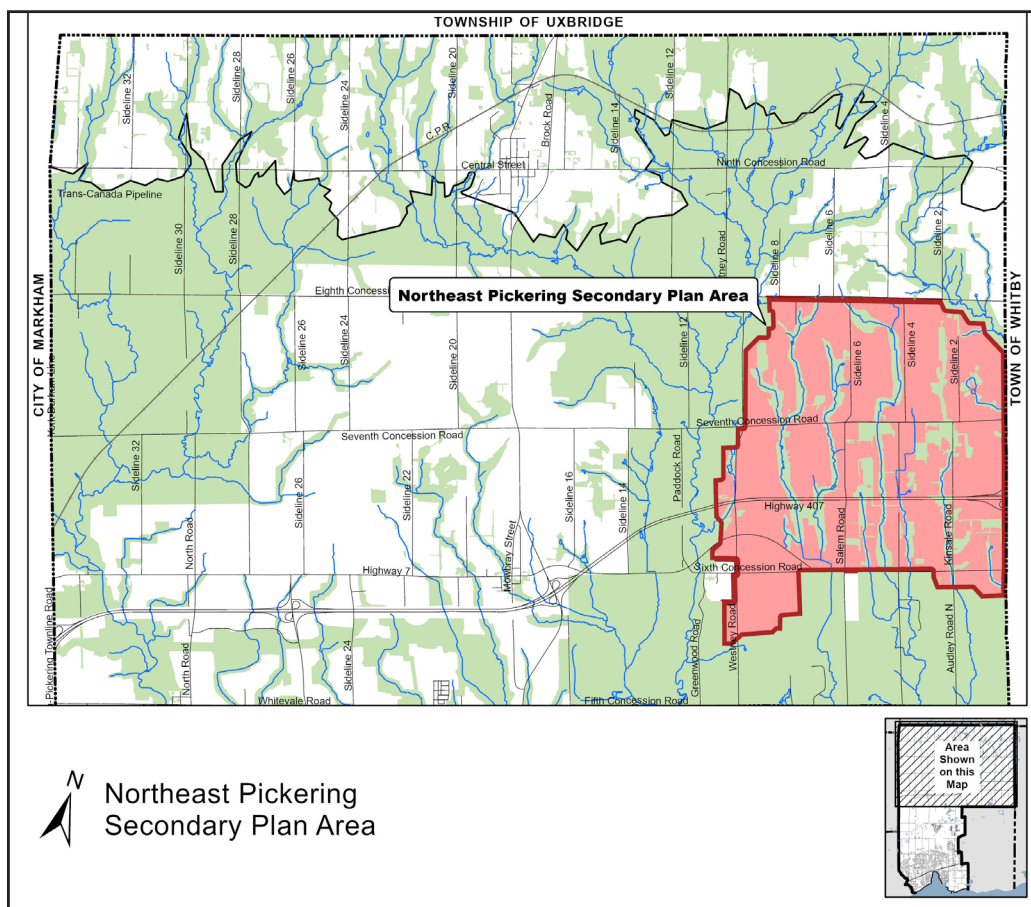 TOWNSHIP OF UXBRIDGE
Sideline 32
Sideline 28
Sideline 26
Sideline 24
Sideline 20
Sideline 12
Sideline 14
Sideline 4
Brock Road
C.P.R.
Central Street
Ninth Concession Road
Trans-Canada Pipeline
Sideline 30
Sideline 28
Sideline 6
Sideline 2
Sideline 8
CITY OF MARKHAM
TOWN OF WHITBY
Eighth
Northeast Pickering Secondary Plan Area
Sideline 26
Sideline 24
Sideline 20
Sideline 12
Sideline 6
Sideline 4
Sideline 2
Seventh Concession Road
Seventh Concession Road
Sideline 32
Sideline 26
Sideline 22
Sideline 16
Sideline 14
Paddock Road
Highway 407
North Road
Mowbray Street
Salem Road
Kinsale Road
Highway 7
Sixth Concession Road
Pickering Townline Road
North Road
Sideline 24
Greenwood Road
Westney Road
Audley Road N
Whitevale Road
Fifth Concession Road
N
Northeast Pickering
Secondary Plan Area
Area
Shown
on this
Map